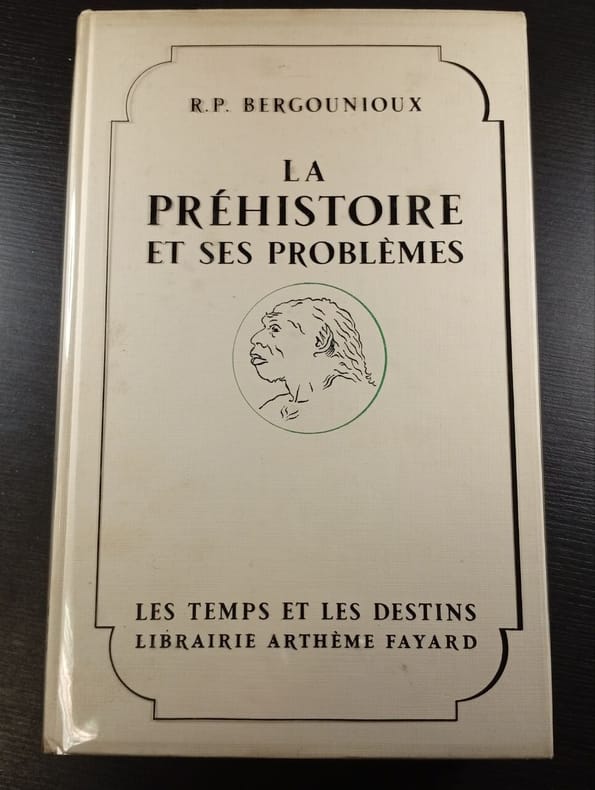 R.P. BERGOUNIOUX
LA
PRÉHISTOIRE
ET SES PROBLÈMES
LES TEMPS ET LES DESTINS
LIBRAIRIE ARTHÈME FAYARD